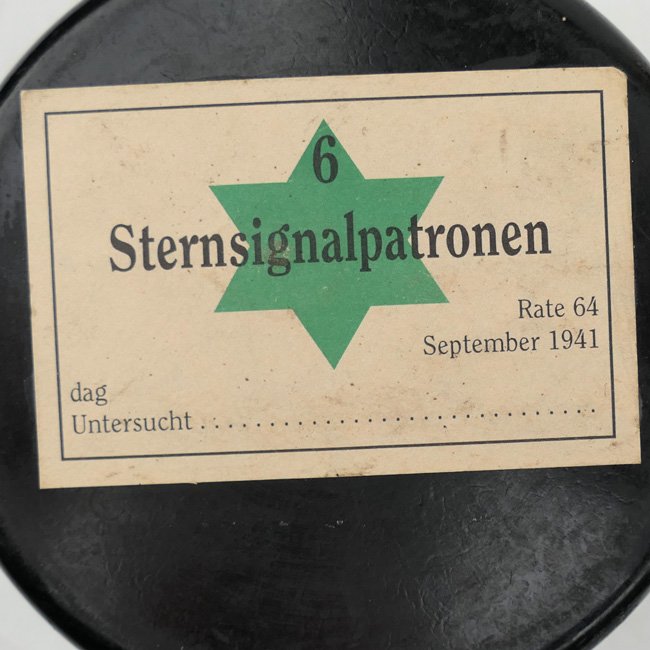 6
Sternsignalpatronen
Rate 64
September 1941
dag
Untersucht ..............................